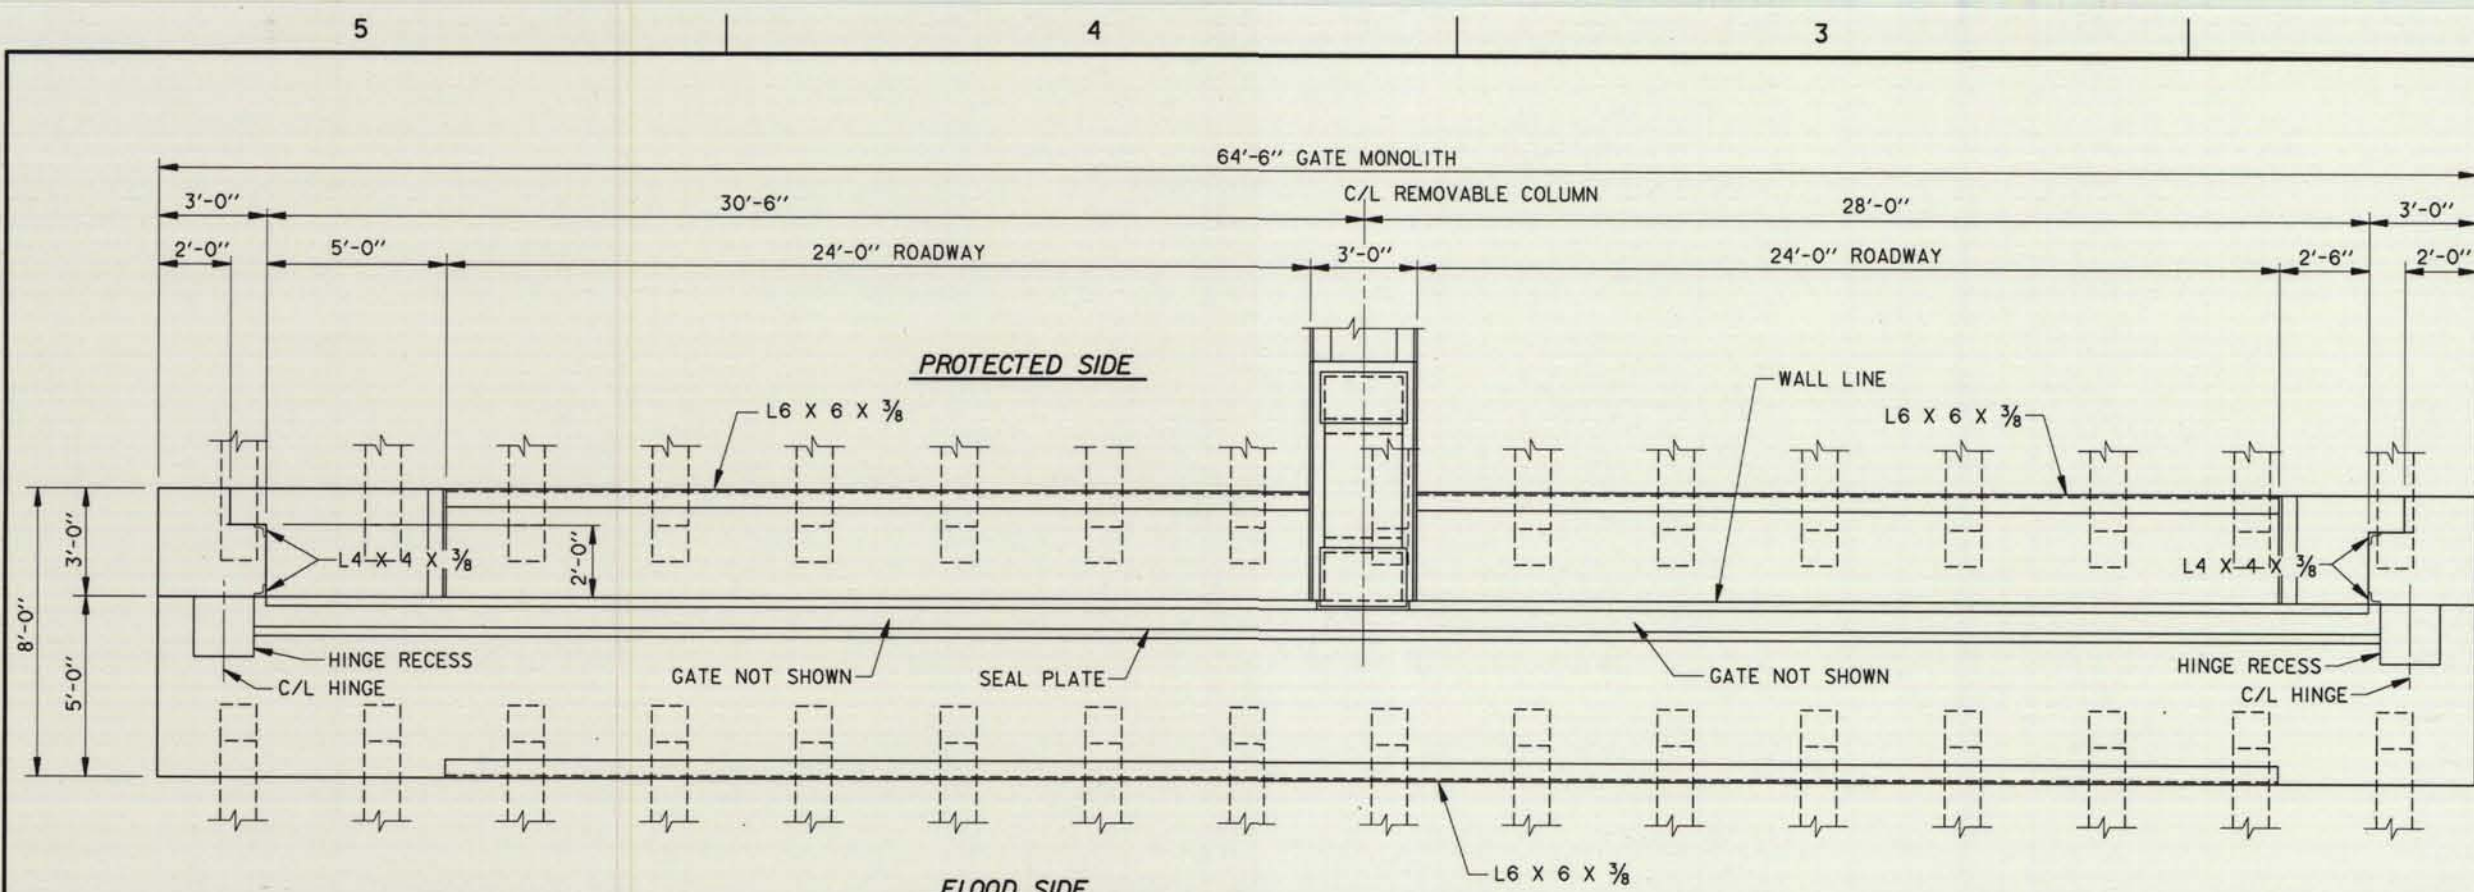 5 4 3
64'-6" GATE MONOLITH
C/L REMOVABLE COLUMN
3'-0" 30'-6" 28'-0" 3'-0"
2'-0" 5'-0" 24'-0" ROADWAY 3'-0" 24'-0" ROADWAY 2'-6" 2'-0"
PROTECTED SIDE
WALL LINE
L6 X 6 X 3/8
L6 X 6 X 3/8
8'-0"
3'-0"
L4 X 4 X 3/8
2'-0"
L4 X 4 X 3/8
5'-0"
HINGE RECESS
C/L HINGE
GATE NOT SHOWN
SEAL PLATE
GATE NOT SHOWN
HINGE RECESS
C/L HINGE
L6 X 6 X 3/8
FLOOD SIDE